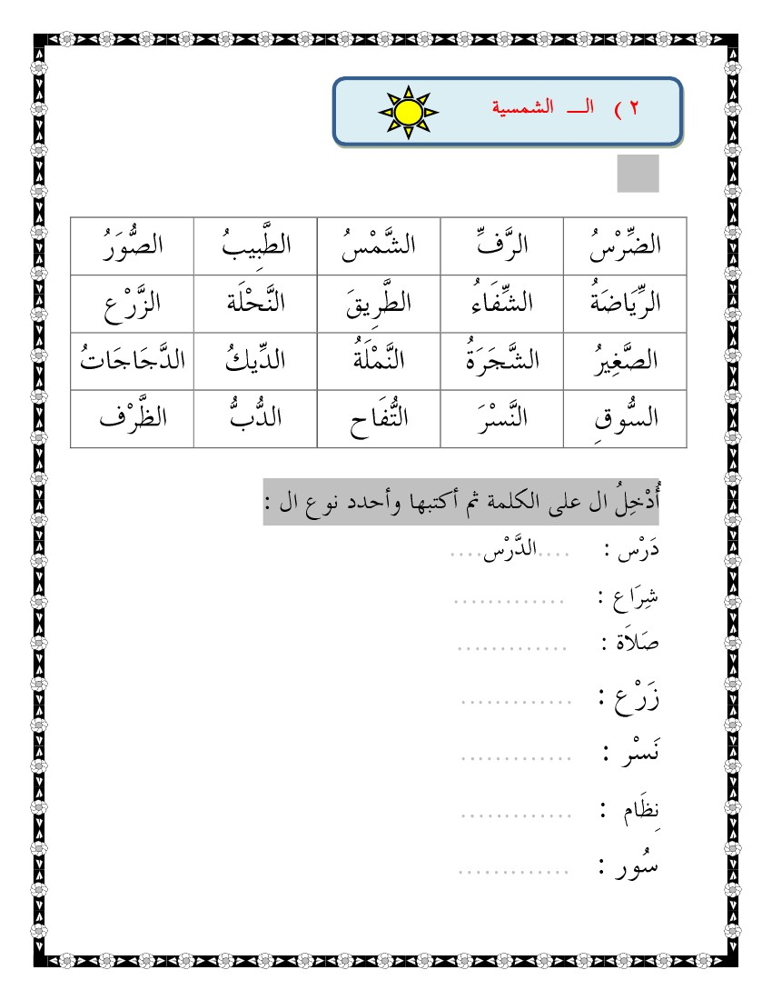 ٢ ) الــ الشمسية
الضِّرْسُ الرَّفِّ الشَّمْسُ الطَّبِيبُ الصُّوَرُ
الرِّيَاضَةُ الشِّفَاءُ الطَّرِيقَ النَّحْلَة الزَّرْع
الصَّغِيرُ الشَّجَرَةُ النَّمْلَةُ الدِّيكُ الدَّجَاجَاتُ
السُّوقِ النَّسْرَ التُّفَاح الدُّبُّ الظَّرْف
أُدْخِلُ ال على الكلمة ثم أكتبها وأحدد نوع ال :
دَرْس : ....الدَّرْس....
شِرَاع : .............
صَلاَة : .............
زَرْع : .............
نَسْر : .............
نِظَام : .............
سُور : .............